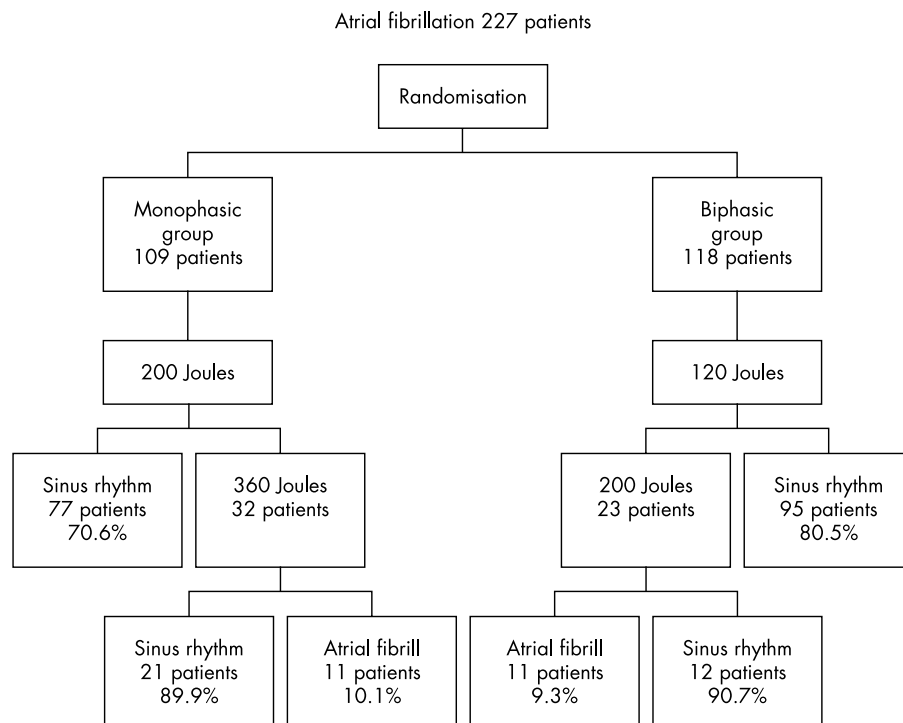 Atrial fibrillation 227 patients
Randomisation
Monophasic
group
109 patients
Biphasic
group
118 patients
200 Joules
120 Joules
Sinus rhythm
77 patients
70.6%
360 Joules
32 patients
200 Joules
23 patients
Sinus rhythm
95 patients
80.5%
Sinus rhythm
21 patients
89.9%
Atrial fibrill
11 patients
10.1%
Atrial fibrill
11 patients
9.3%
Sinus rhythm
12 patients
90.7%